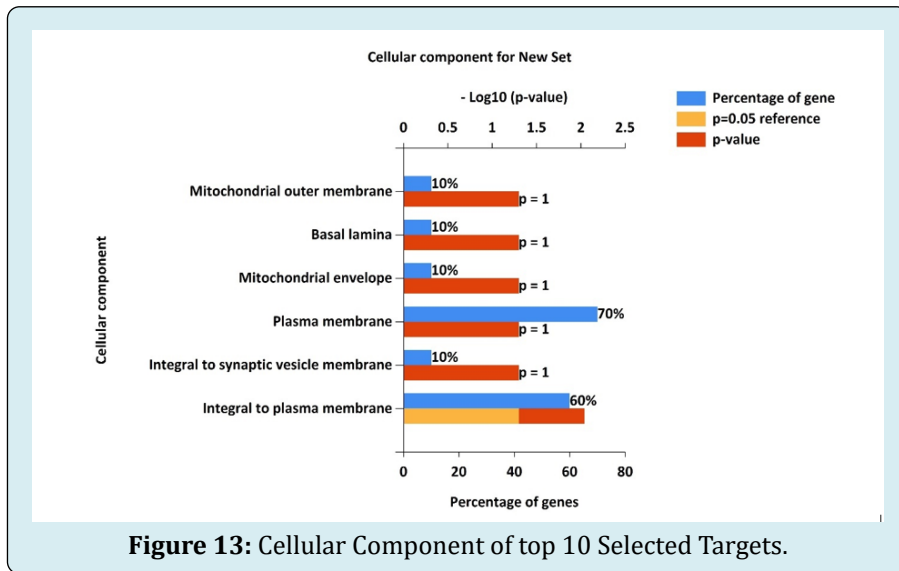 Cellular component for New Set
- Log10 (p-value)
0 0.5 1 1.5 2 2.5
Percentage of gene
p=0.05 reference
p-value
Cellular component
Mitochondrial outer membrane
10%
p = 1
Basal lamina
10%
p = 1
Mitochondrial envelope
10%
p = 1
Plasma membrane
70%
p = 1
Integral to synaptic vesicle membrane
10%
p = 1
Integral to plasma membrane
60%
0 20 40 60 80
Percentage of genes
Figure 13: Cellular Component of top 10 Selected Targets.